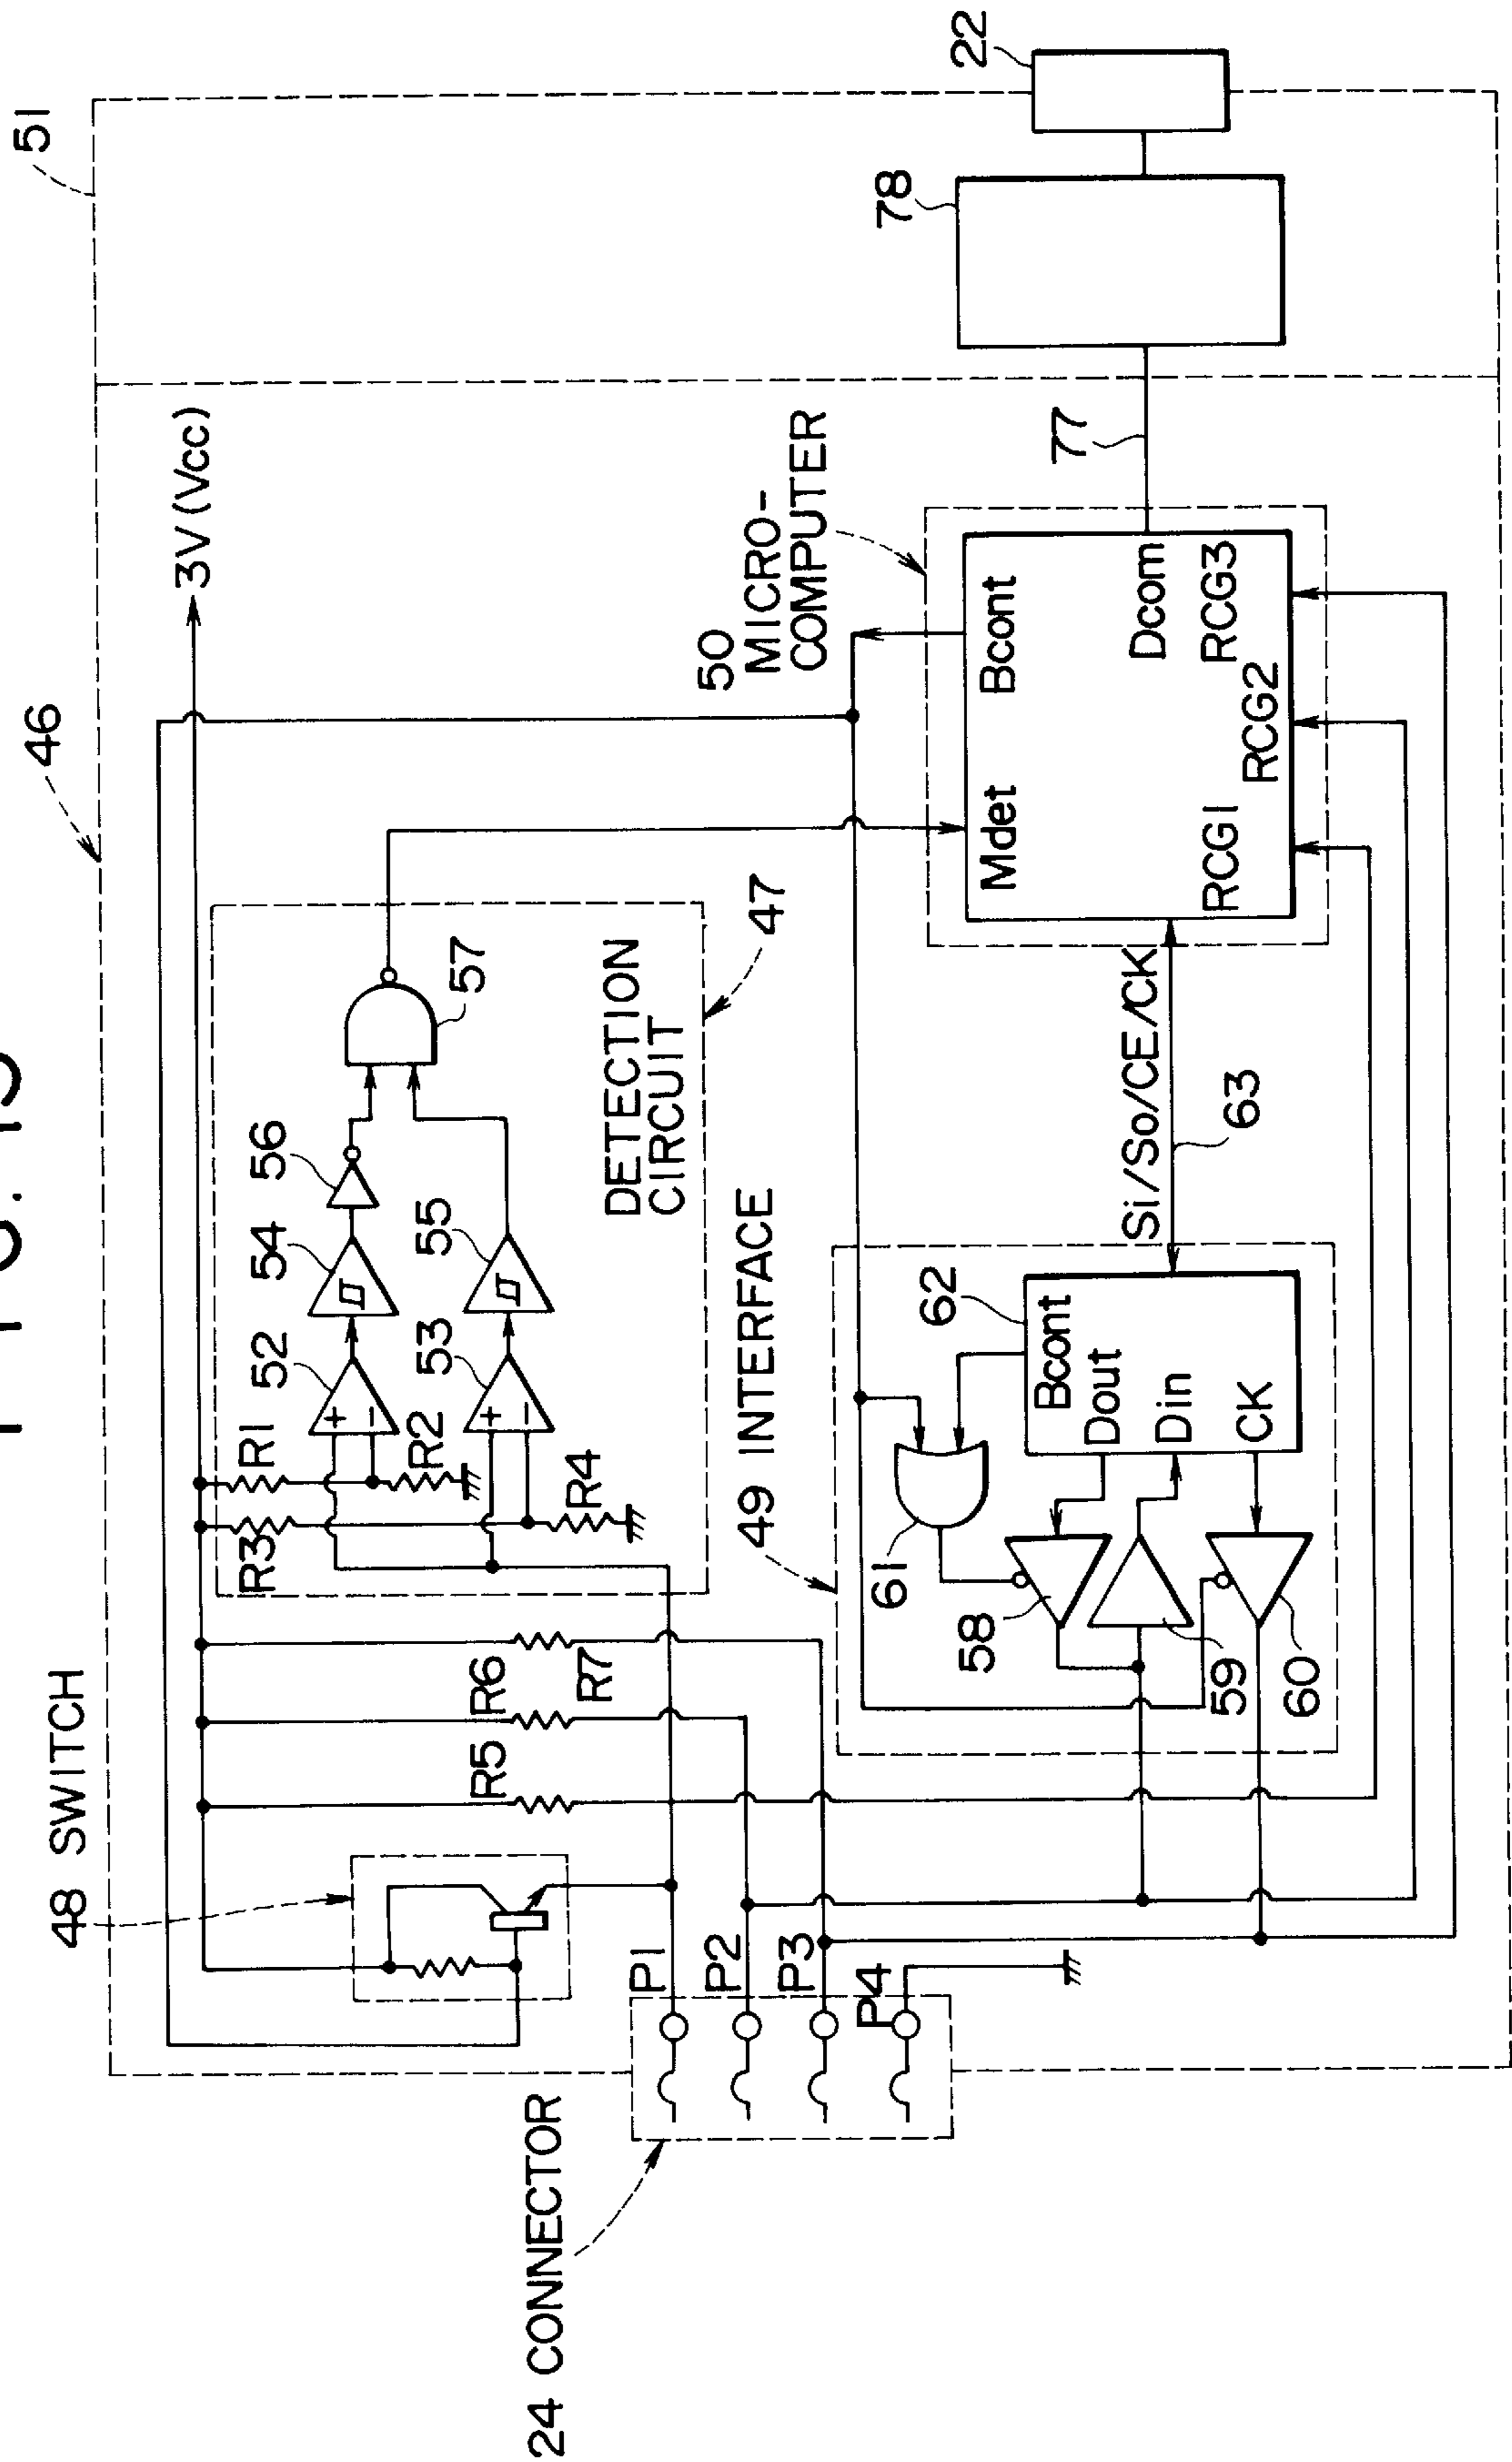 51
46
3V (Vcc)
48 SWITCH
R5
R6
R7
R3
R1
R2
R4
52
+
-
53
+
-
54
55
56
57
DETECTION
CIRCUIT
47
24 CONNECTOR
P1
P2
P3
P4
49 INTERFACE
61
58
59
60
62
Bcont
Dout
Din
CK
Si/So/CE/CK
63
50
MICRO-
COMPUTER
Mdet
Bcont
Dcom
RCG1
RCG2
RCG3
77
78
22